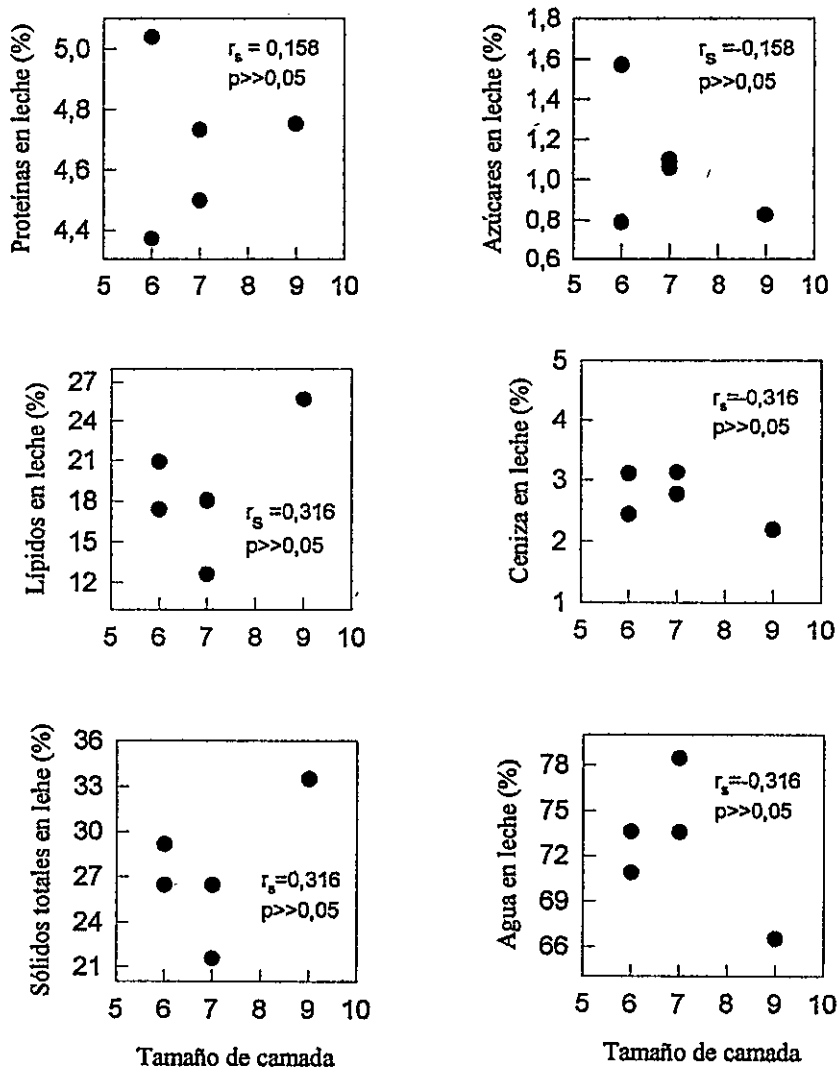 Proteínas en leche (%)
5,0
4,8
4,6
4,4
r_s = 0,158
p>>0,05
5 6 7 8 9 10
Azúcares en leche (%)
1,8
1,6
1,4
1,2
1,0
0,8
0,6
r_s=-0,158
p>>0,05
5 6 7 8 9 10
Lípidos en leche (%)
27
24
21
18
15
12
r_s =0,316
p>>0,05
5 6 7 8 9 10
Ceniza en leche (%)
5
4
3
2
1
r_s=-0,316
p>>0,05
5 6 7 8 9 10
Sólidos totales en lehe (%)
36
33
29
27
24
21
r_s=0,316
p>>0,05
5 6 7 8 9 10
Tamaño de camada
Agua en leche (%)
78
75
72
69
66
r_s=-0,316
p>>0,05
5 6 7 8 9 10
Tamaño de camada